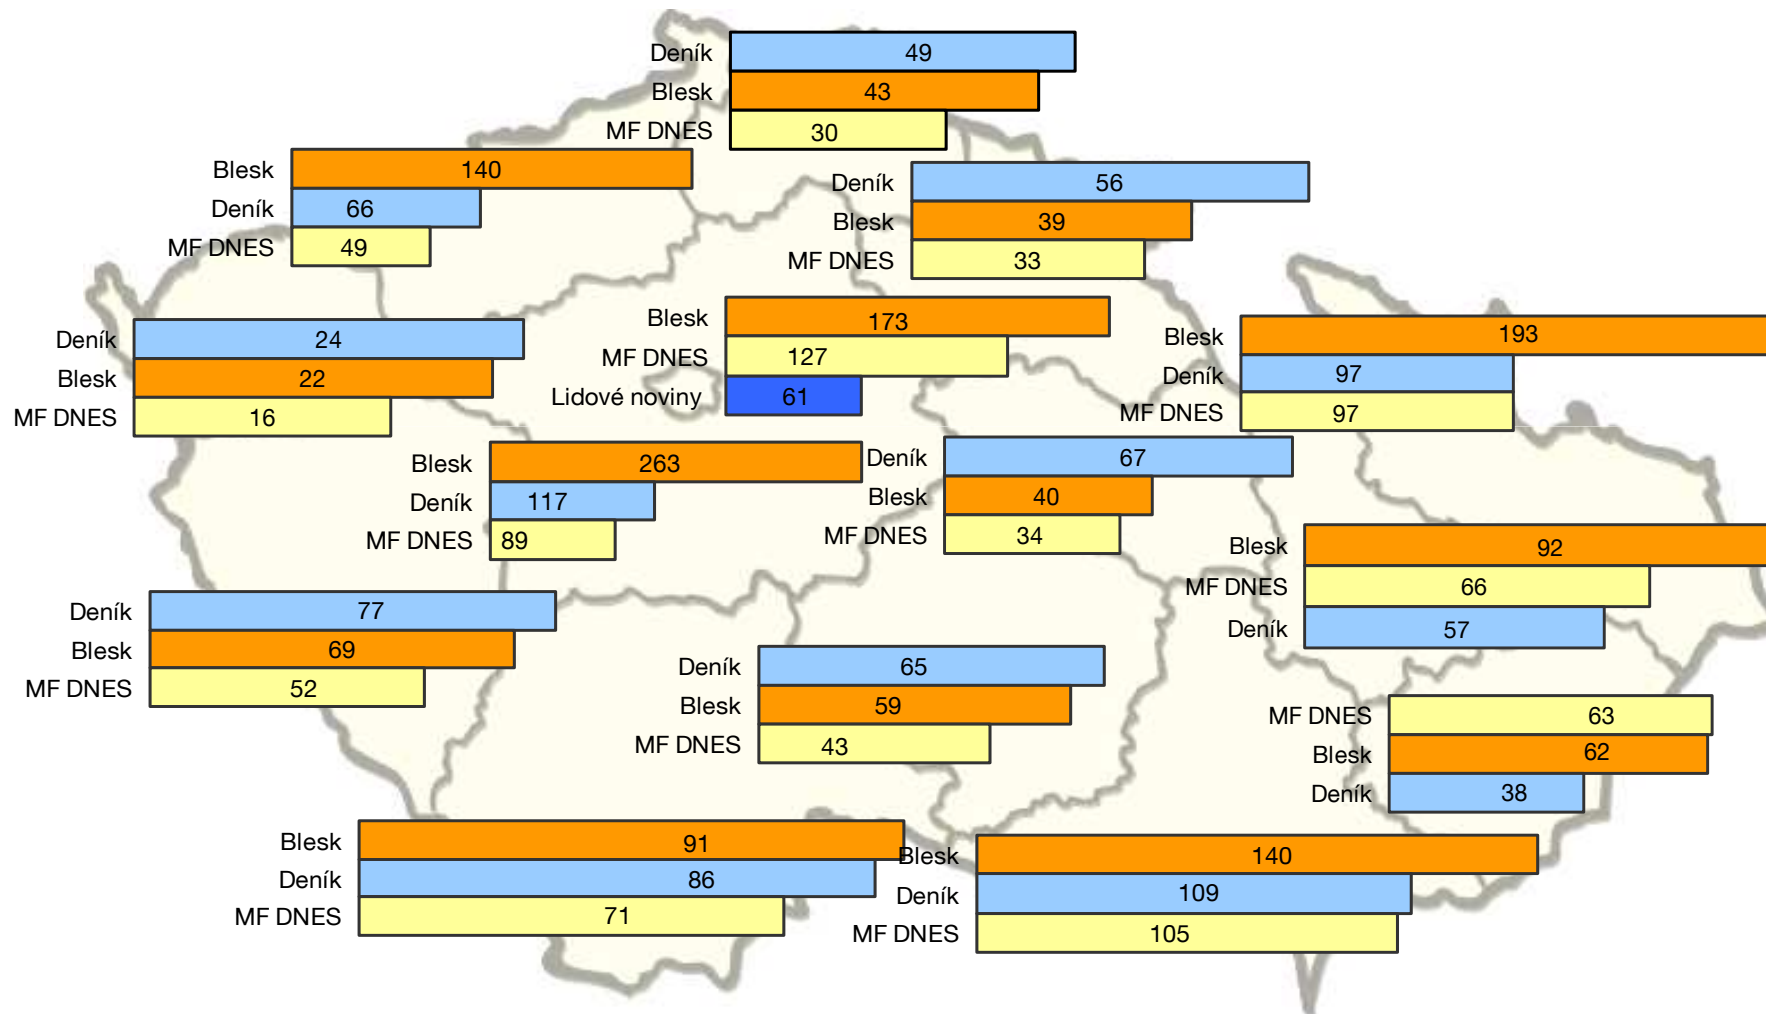 Deník 49
Blesk 43
MF DNES 30
Blesk 140
Deník 66
MF DNES 49
Deník 56
Blesk 39
MF DNES 33
Deník 24
Blesk 22
MF DNES 16
Blesk 173
MF DNES 127
Lidové noviny 61
Blesk 193
Deník 97
MF DNES 97
Blesk 263
Deník 117
MF DNES 89
Deník 67
Blesk 40
MF DNES 34
Blesk 92
MF DNES 66
Deník 57
Deník 77
Blesk 69
MF DNES 52
Deník 65
Blesk 59
MF DNES 43
MF DNES 63
Blesk 62
Deník 38
Blesk 91
Deník 86
MF DNES 71
Blesk 140
Deník 109
MF DNES 105